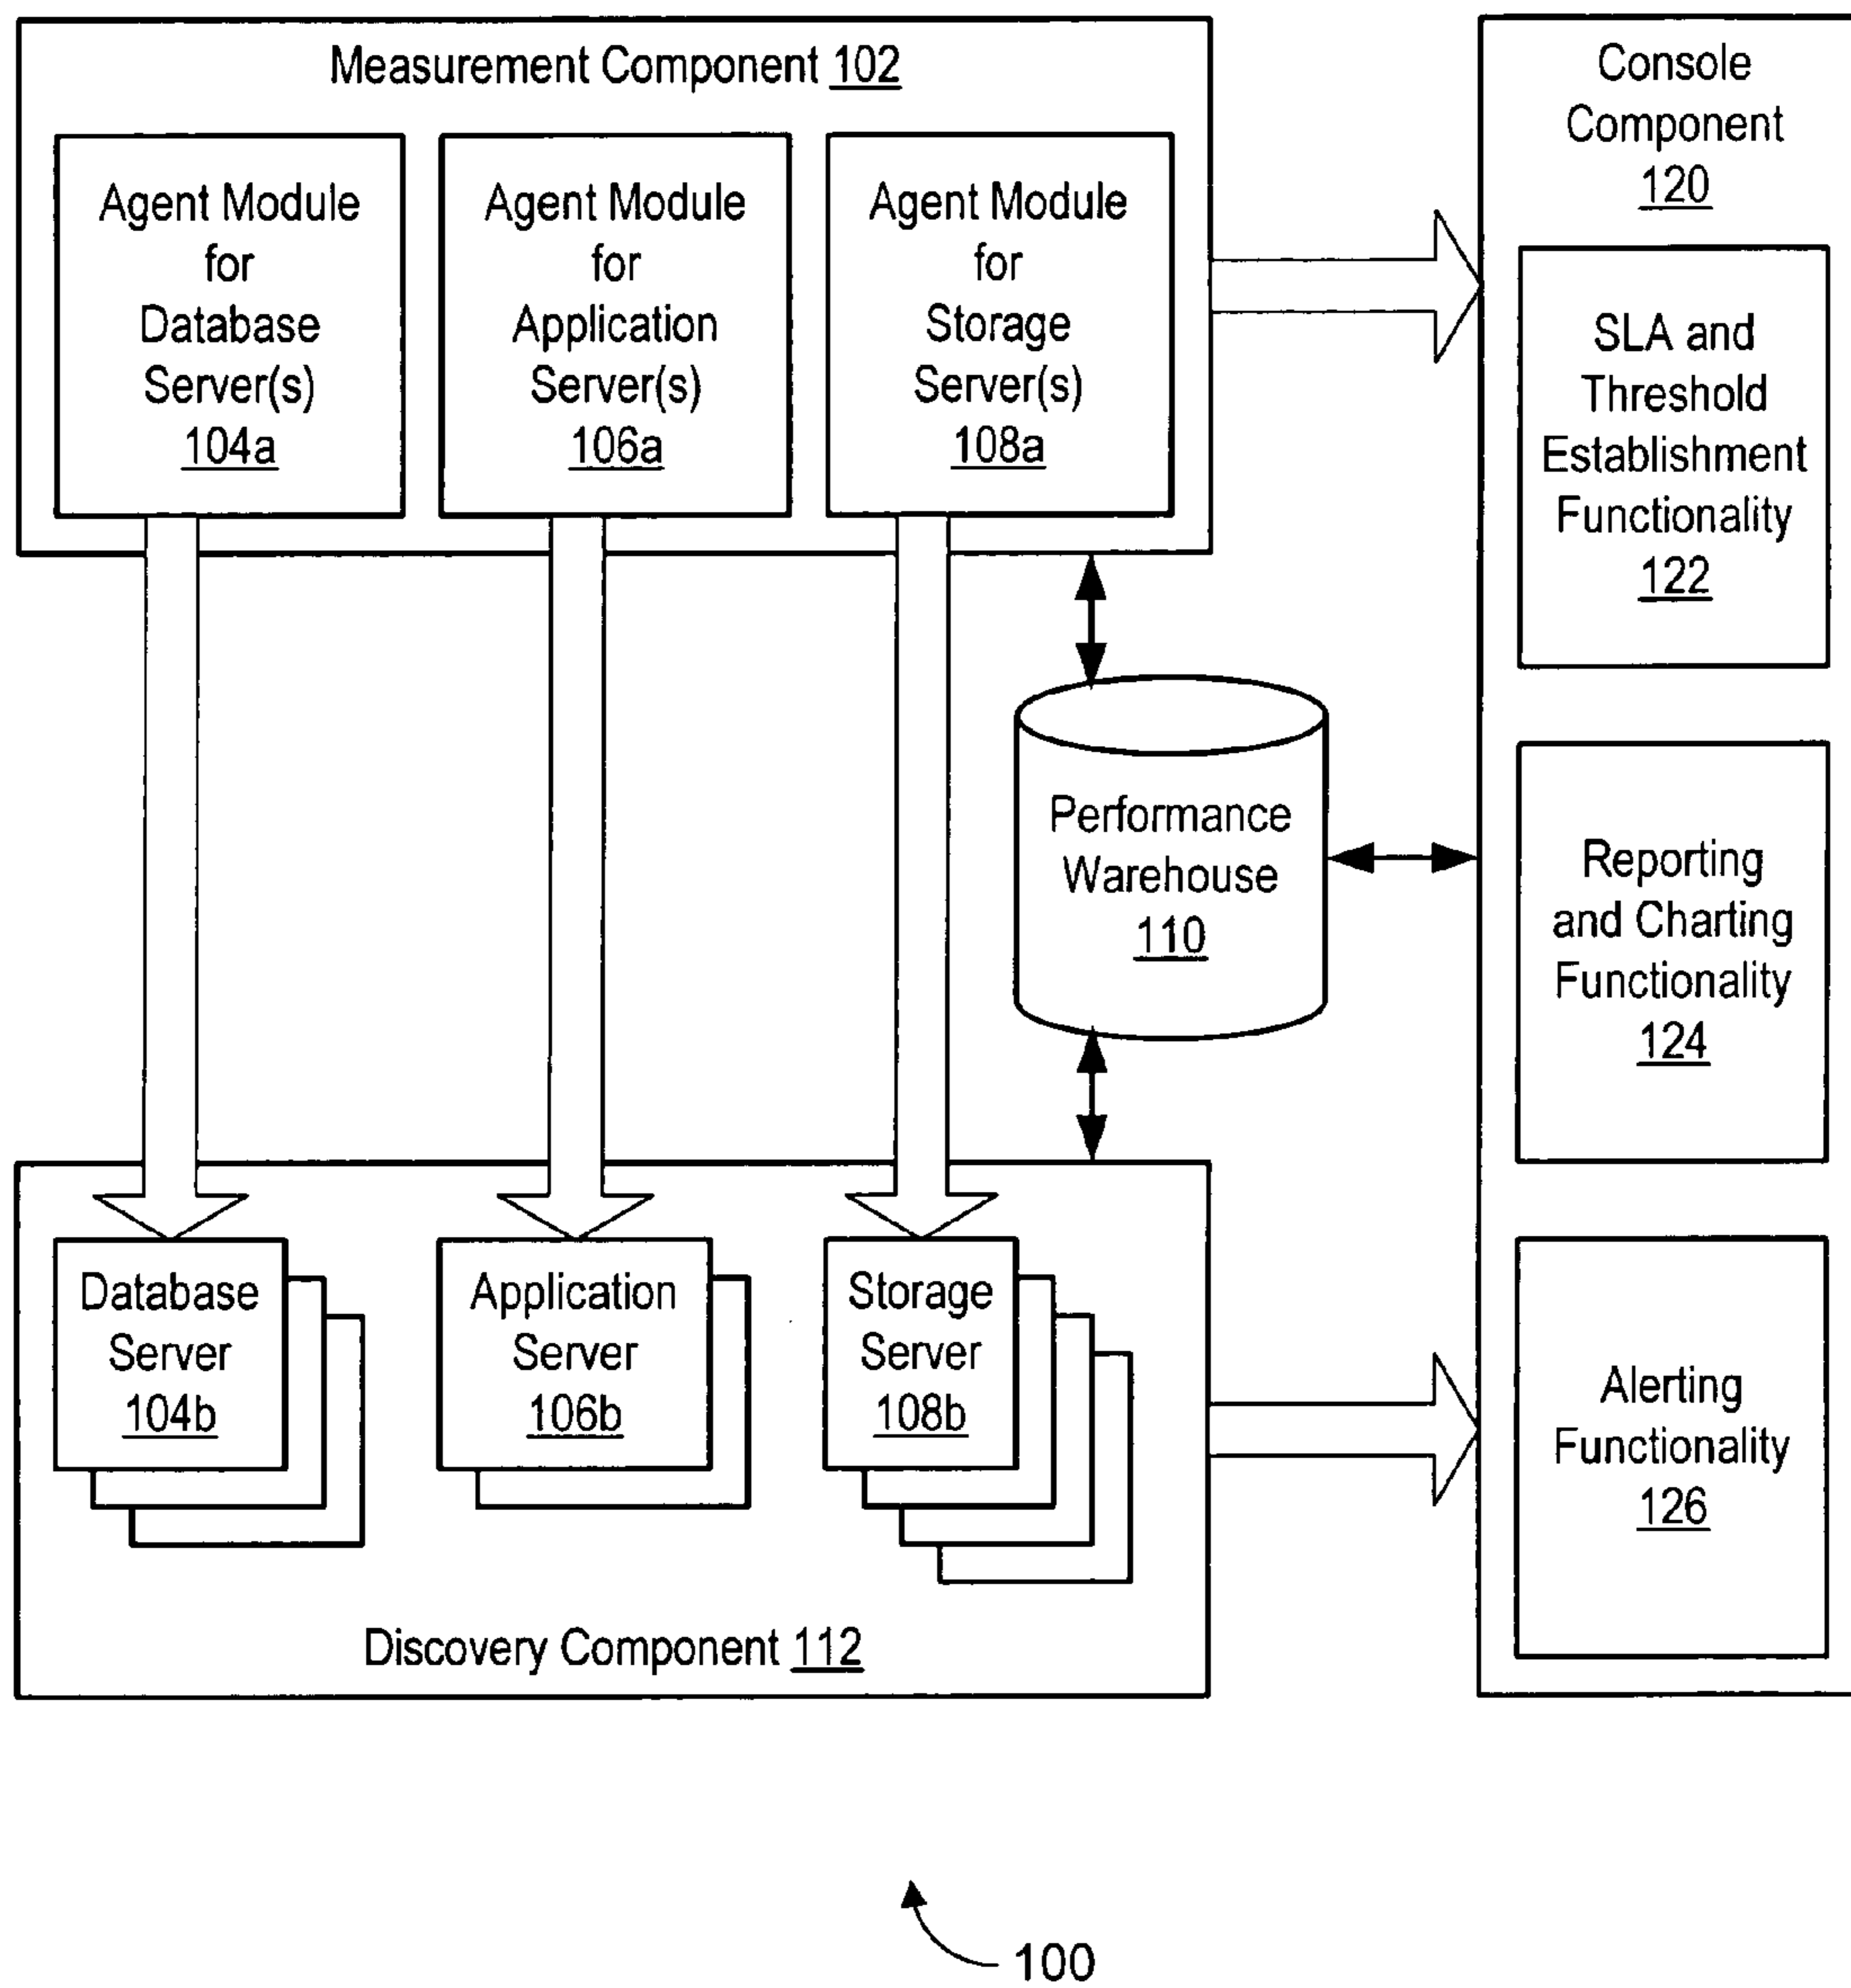 Measurement Component 102
Agent Module
for
Database
Server(s)
104a
Agent Module
for
Application
Server(s)
106a
Agent Module
for
Storage
Server(s)
108a
Console
Component
120
SLA and
Threshold
Establishment
Functionality
122
Performance
Warehouse
110
Reporting
and Charting
Functionality
124
Database
Server
104b
Application
Server
106b
Storage
Server
108b
Alerting
Functionality
126
Discovery Component 112
100